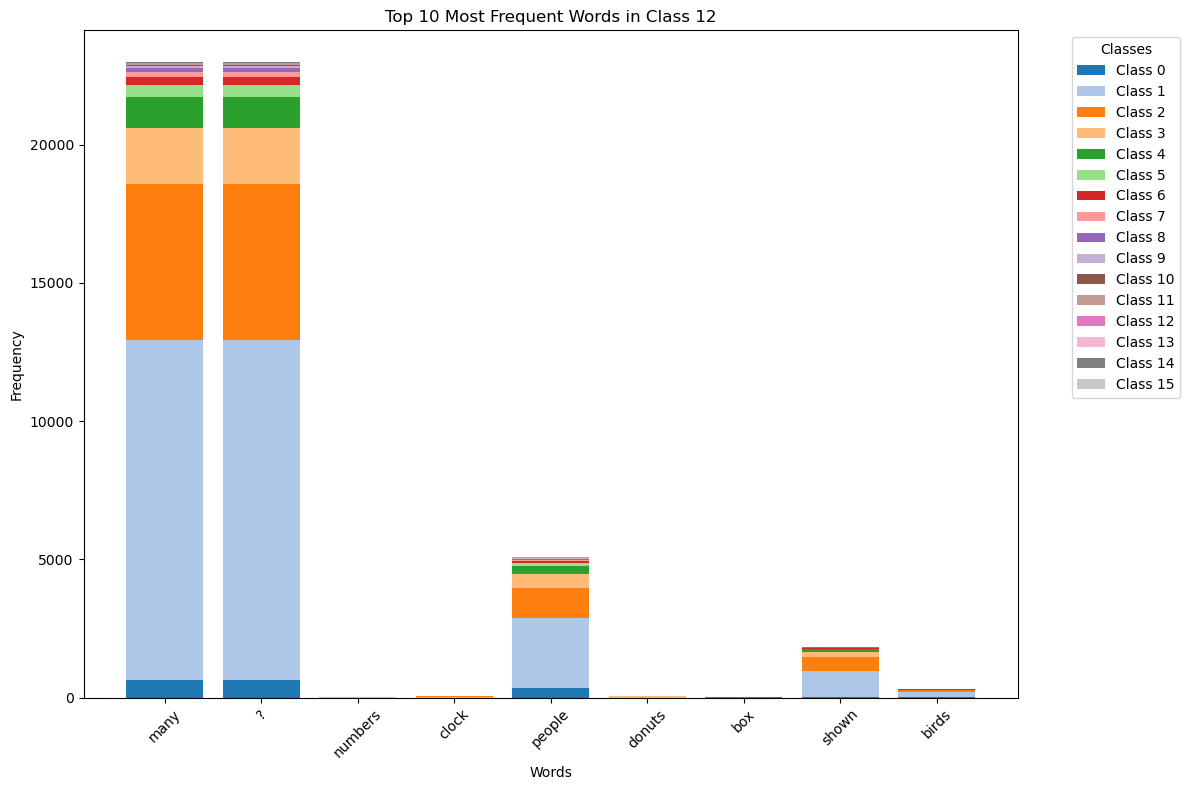 Top 10 Most Frequent Words in Class 12
Frequency
20000
15000
10000
5000
0
many
?
numbers
clock
people
donuts
box
shown
birds
Words
Classes
Class 0
Class 1
Class 2
Class 3
Class 4
Class 5
Class 6
Class 7
Class 8
Class 9
Class 10
Class 11
Class 12
Class 13
Class 14
Class 15